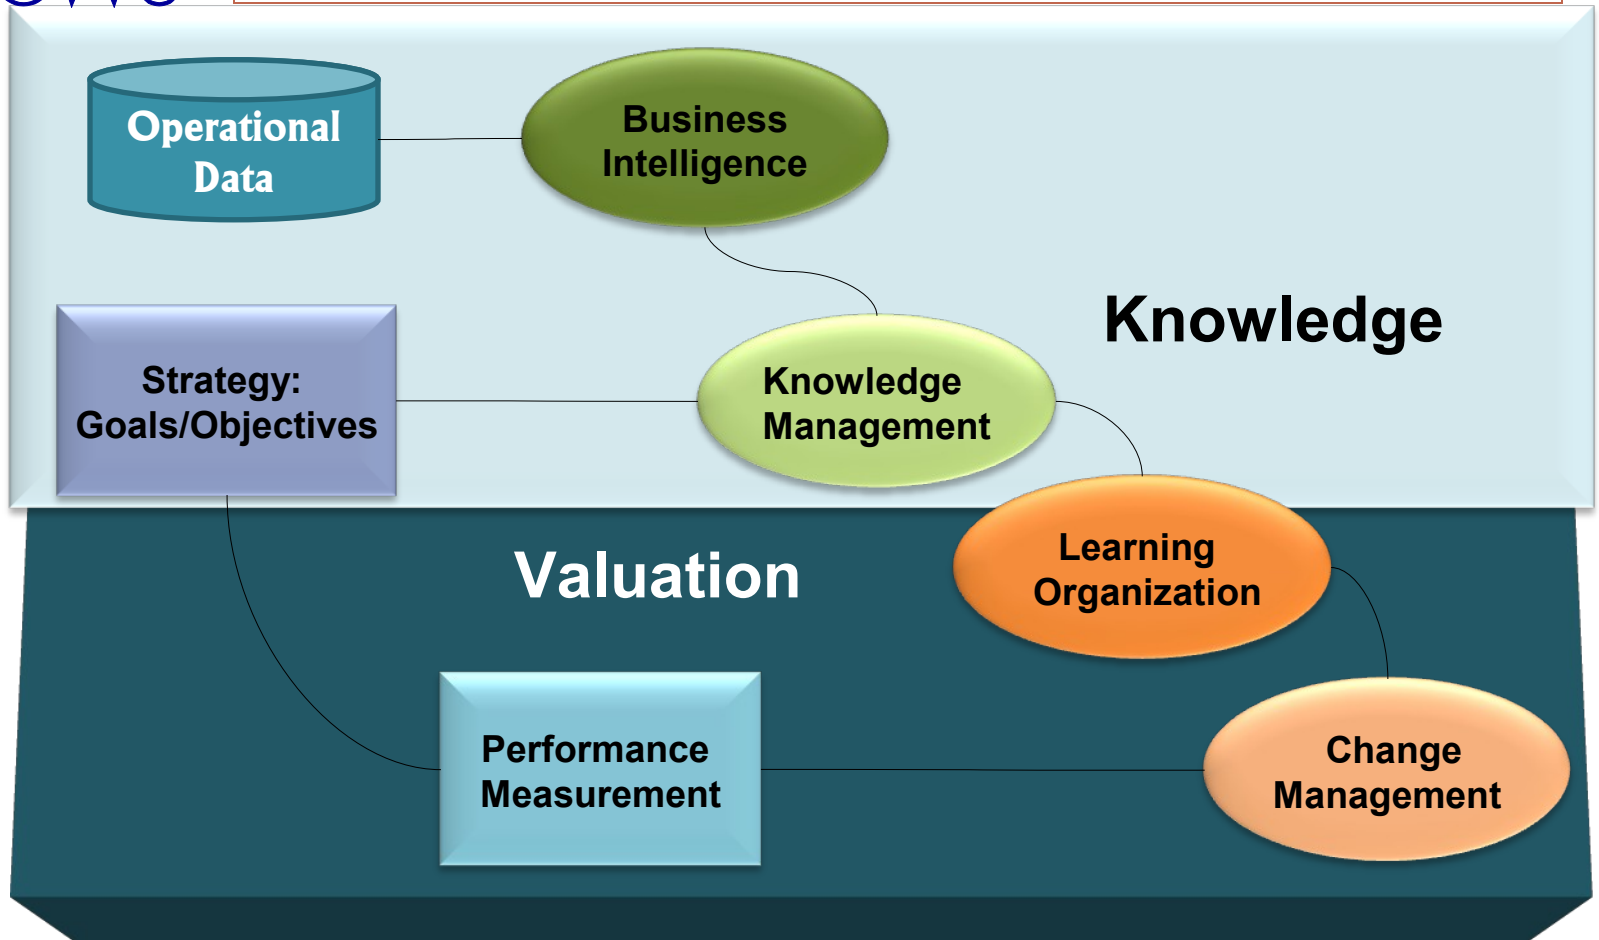 Operational
Data
Business
Intelligence
Knowledge
Strategy:
Goals/Objectives
Knowledge
Management
Learning
Organization
Valuation
Performance
Measurement
Change
Management